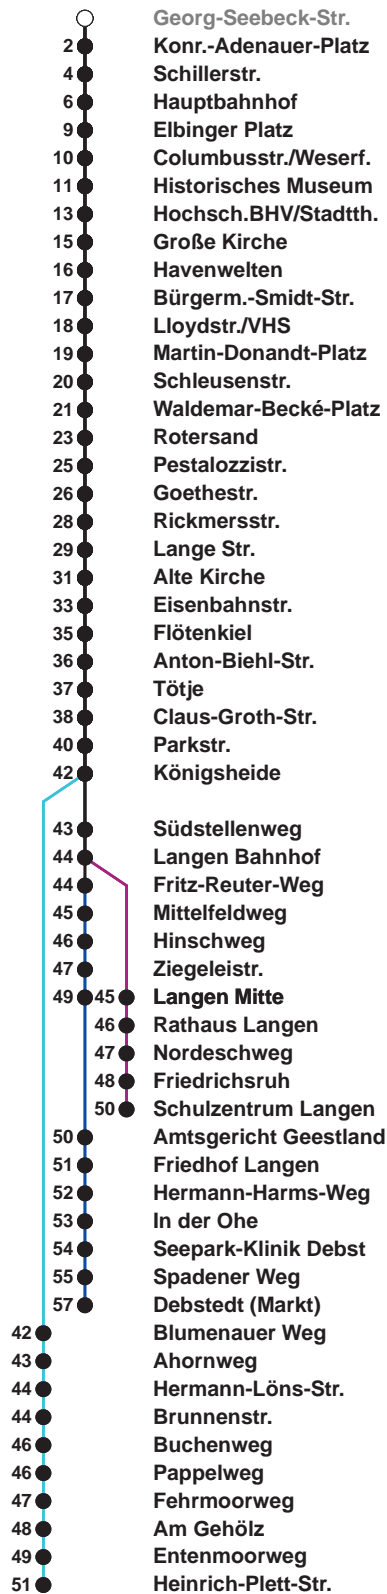 Georg-Seebeck-Str.
2 Konr.-Adenauer-Platz
4 Schillerstr.
6 Hauptbahnhof
9 Elbinger Platz
10 Columbusstr./Weserf.
11 Historisches Museum
13 Hochsch.BHV/Stadtth.
15 Große Kirche
16 Havenwelten
17 Bürgerm.-Smidt-Str.
18 Lloydstr./VHS
19 Martin-Donandt-Platz
20 Schleusenstr.
21 Waldemar-Becké-Platz
23 Rotersand
25 Pestalozzistr.
26 Goethestr.
28 Rickmersstr.
29 Lange Str.
31 Alte Kirche
33 Eisenbahnstr.
35 Flötenkiel
36 Anton-Biehl-Str.
37 Tötje
38 Claus-Groth-Str.
40 Parkstr.
42 Königsheide
43 Südstellenweg
44 Langen Bahnhof
44 Fritz-Reuter-Weg
45 Mittelfeldweg
46 Hinschweg
47 Ziegeleistr.
49 45 Langen Mitte
46 Rathaus Langen
47 Nordeschweg
48 Friedrichsruh
50 Schulzentrum Langen
50 Amtsgericht Geestland
51 Friedhof Langen
52 Hermann-Harms-Weg
53 In der Ohe
54 Seepark-Klinik Debst
55 Spadener Weg
57 Debstedt (Markt)
42 Blumenauer Weg
43 Ahornweg
44 Hermann-Löns-Str.
44 Brunnenstr.
46 Buchenweg
46 Pappelweg
47 Fehrmoorweg
48 Am Gehölz
49 Entenmoorweg
51 Heinrich-Plett-Str.